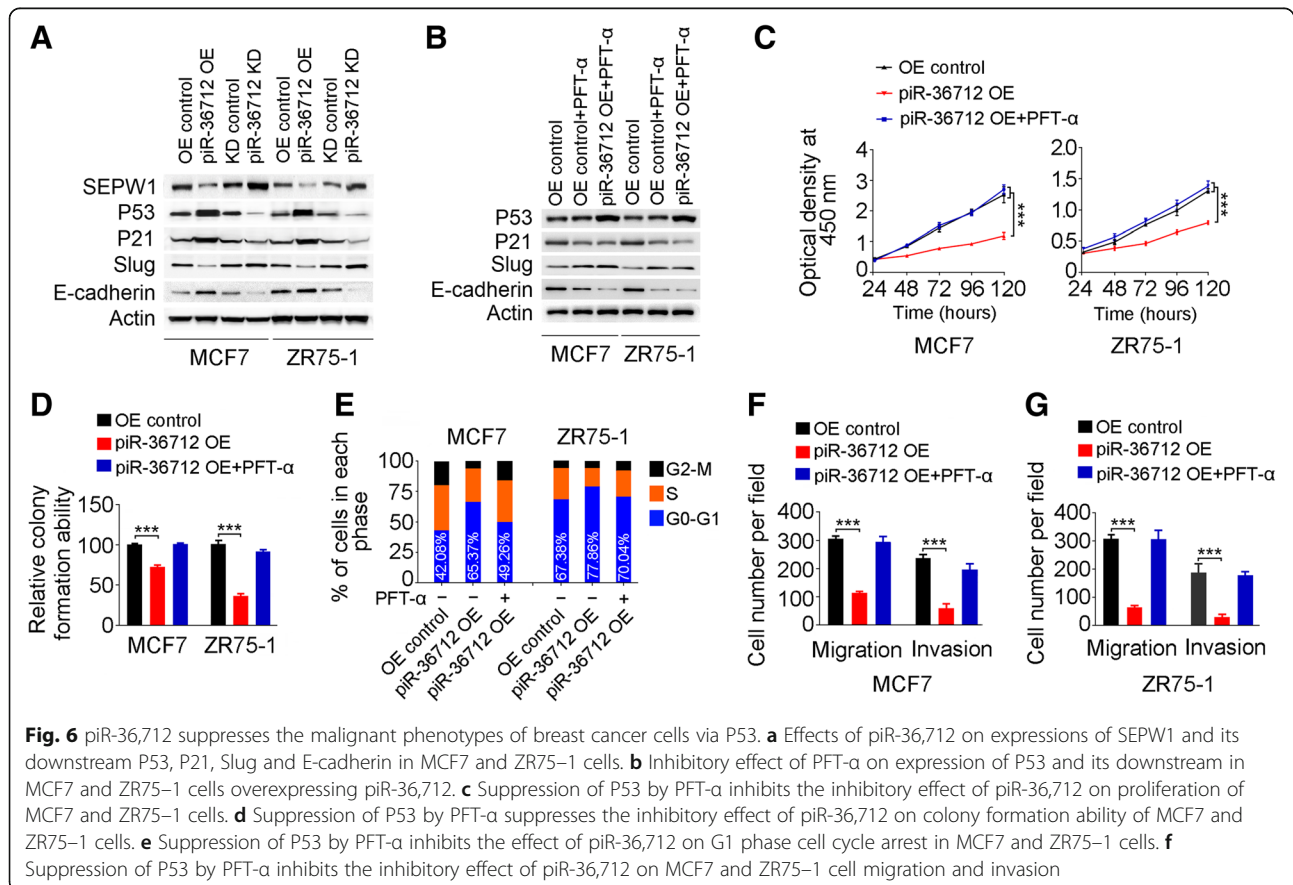 A
OE control
piR-36712 OE
KD control
piR-36712 KD
OE control
piR-36712 OE
KD control
piR-36712 KD
SEPW1
P53
P21
Slug
E-cadherin
Actin
MCF7 ZR75-1
B
OE control
OE control+PFT-α
piR-36712 OE+PFT-α
OE control
OE control+PFT-α
piR-36712 OE+PFT-α
P53
P21
Slug
E-cadherin
Actin
MCF7 ZR75-1
C
OE control
piR-36712 OE
piR-36712 OE+PFT-α
Optical density at
450 nm
4
3
2
1
0
***
24 48 72 96 120
Time (hours)
MCF7
2.0
1.5
1.0
0.5
0
***
24 48 72 96 120
Time (hours)
ZR75-1
D
OE control
piR-36712 OE
piR-36712 OE+PFT-α
Relative colony
formation ability
150
100
50
0
*** ***
MCF7 ZR75-1
E
MCF7 ZR75-1
% of cells in each
phase
100
75
50
25
0
42.08%
65.37%
49.26%
67.38%
77.86%
70.04%
G2-M
S
G0-G1
PFT-α − − + − − +
OE control
piR-36712 OE
piR-36712 OE
OE control
piR-36712 OE
piR-36712 OE
F
OE control
piR-36712 OE
piR-36712 OE+PFT-α
Cell number per field
400
300
200
100
0
*** ***
Migration Invasion
MCF7
G
OE control
piR-36712 OE
piR-36712 OE+PFT-α
Cell number per field
400
300
200
100
0
*** ***
Migration Invasion
ZR75-1
Fig. 6 piR-36,712 suppresses the malignant phenotypes of breast cancer cells via P53. a Effects of piR-36,712 on expressions of SEPW1 and its
downstream P53, P21, Slug and E-cadherin in MCF7 and ZR75–1 cells. b Inhibitory effect of PFT-α on expression of P53 and its downstream in
MCF7 and ZR75–1 cells overexpressing piR-36,712. c Suppression of P53 by PFT-α inhibits the inhibitory effect of piR-36,712 on proliferation of
MCF7 and ZR75–1 cells. d Suppression of P53 by PFT-α suppresses the inhibitory effect of piR-36,712 on colony formation ability of MCF7 and
ZR75–1 cells. e Suppression of P53 by PFT-α inhibits the effect of piR-36,712 on G1 phase cell cycle arrest in MCF7 and ZR75–1 cells. f
Suppression of P53 by PFT-α inhibits the inhibitory effect of piR-36,712 on MCF7 and ZR75–1 cell migration and invasion